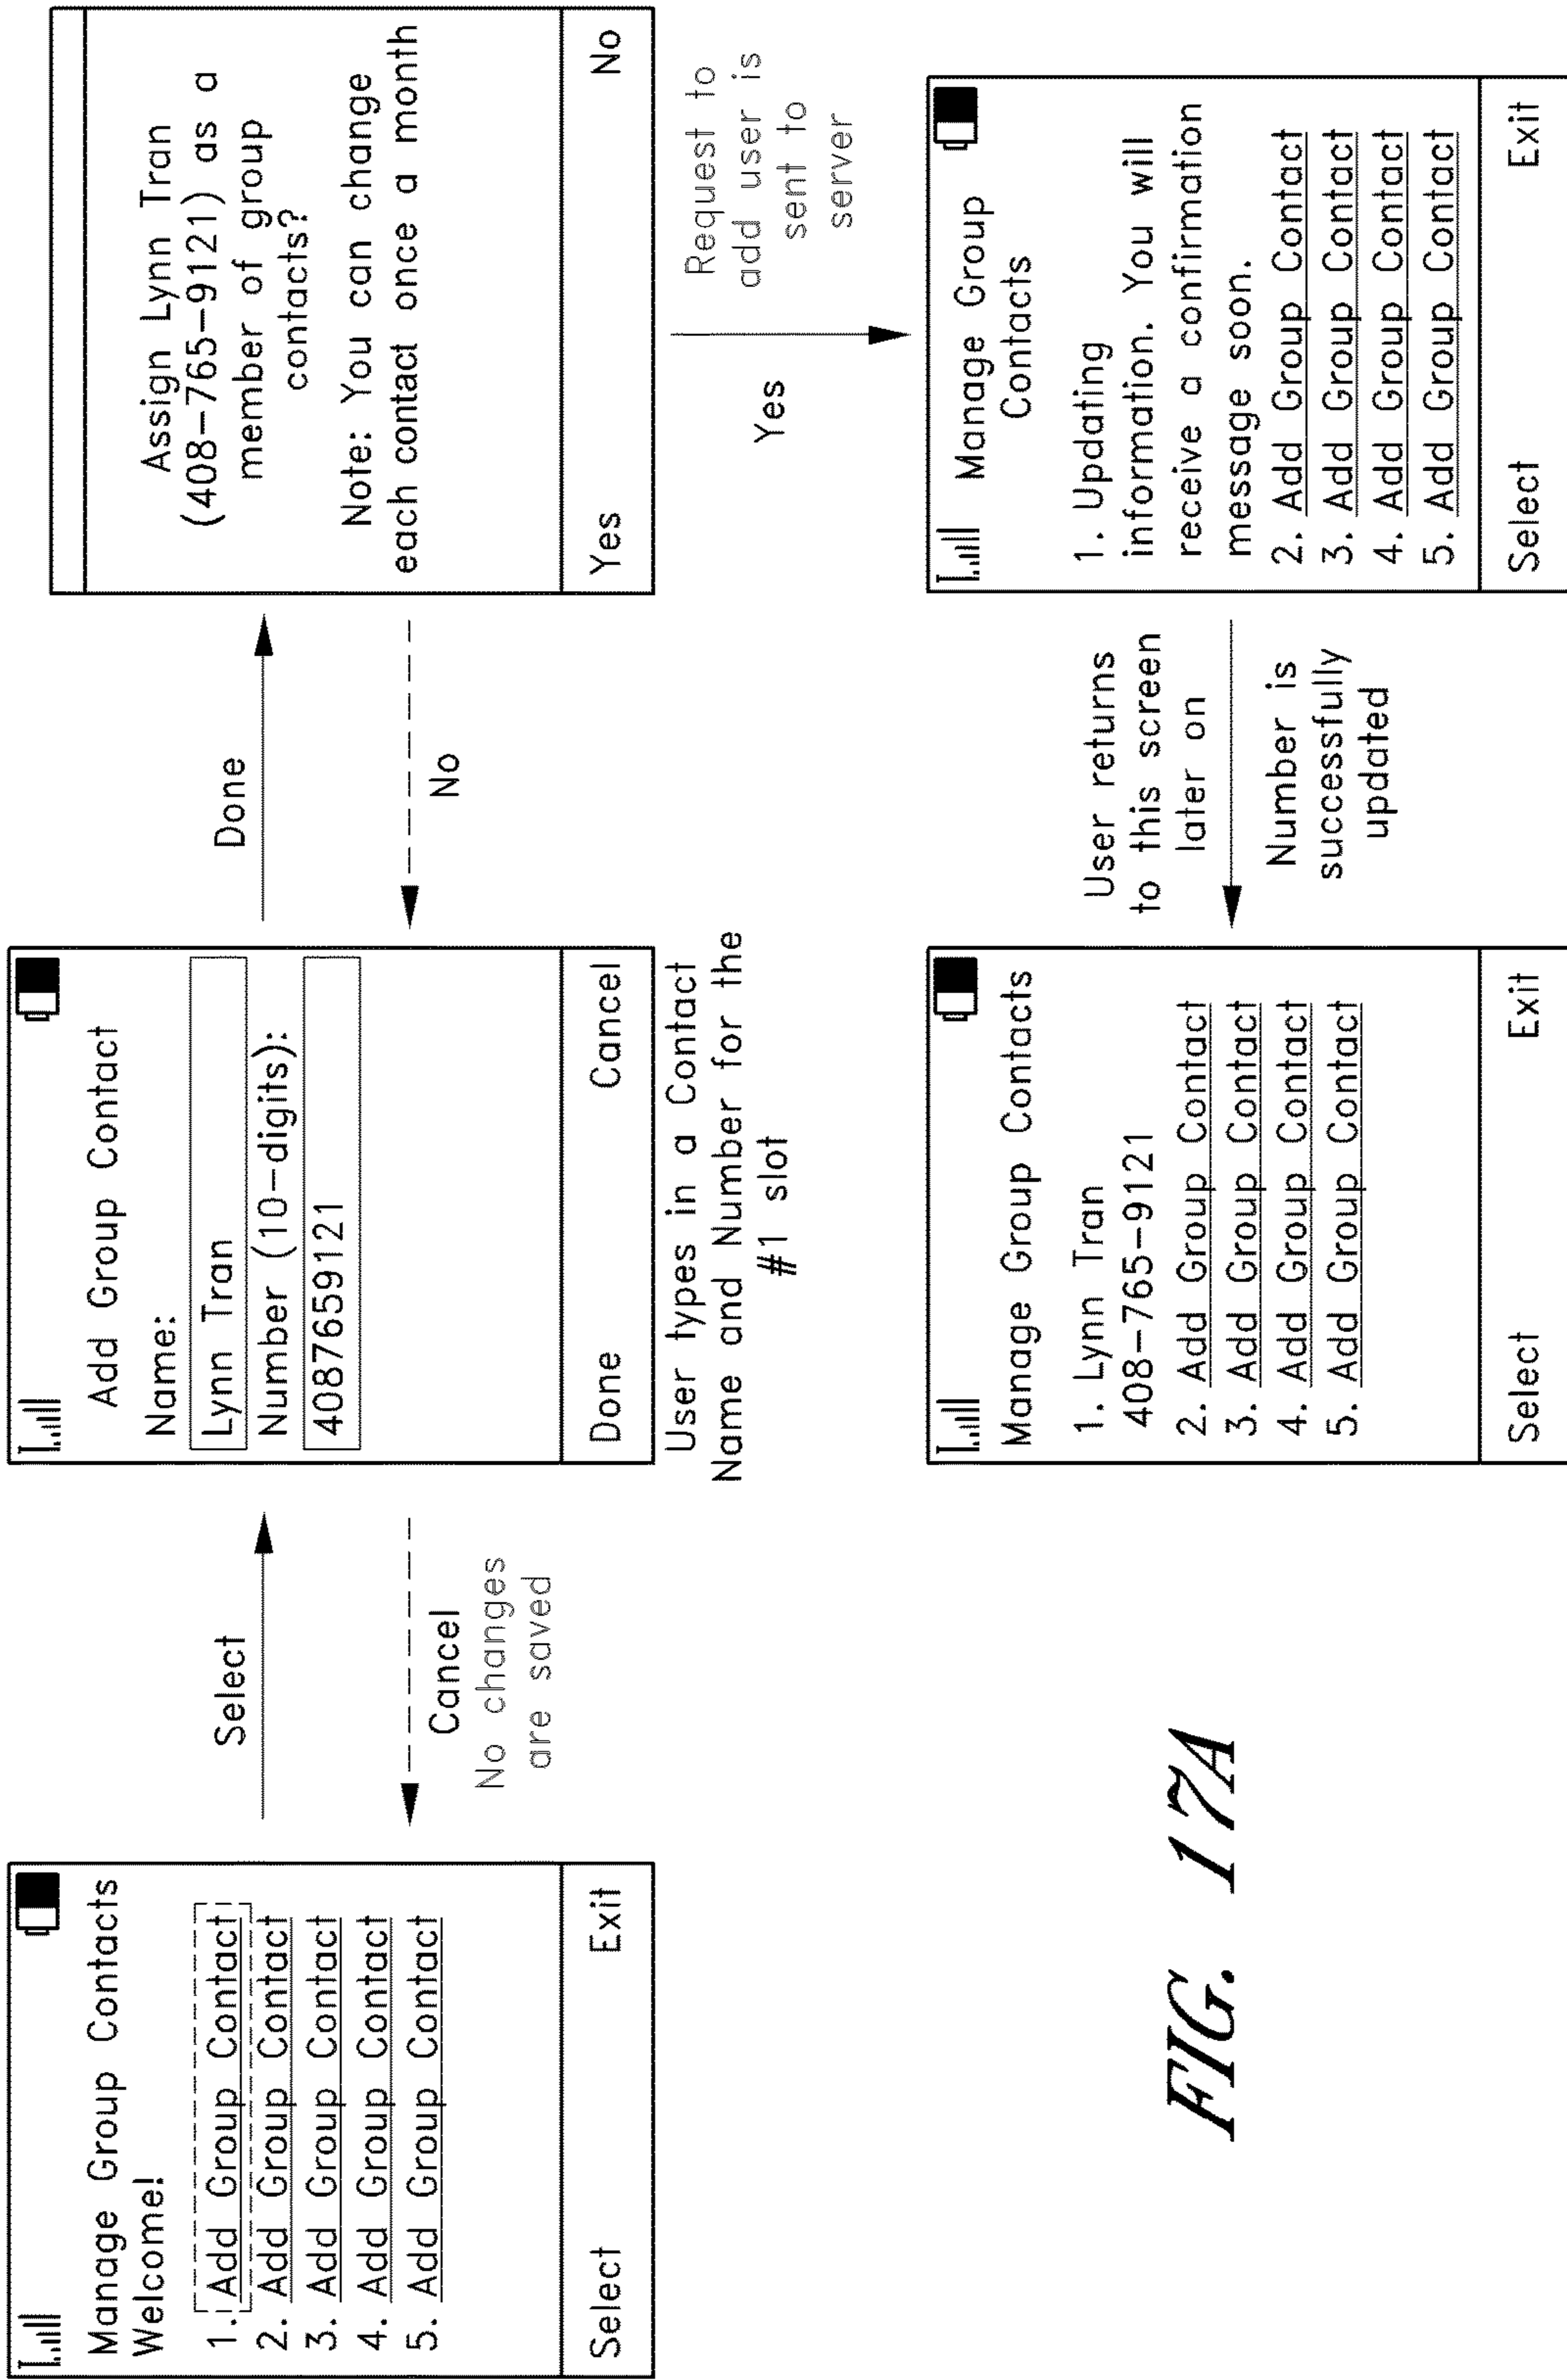 Manage Group Contacts
Welcome!
1. Add Group Contact
2. Add Group Contact
3. Add Group Contact
4. Add Group Contact
5. Add Group Contact
Select Exit
Select
Cancel
No changes
are saved
Add Group Contact
Name:
Lynn Tran
Number (10-digits):
4087659121
Done Cancel
User types in a Contact
Name and Number for the
#1 slot
Done
No
Assign Lynn Tran
(408-765-9121) as a
member of group
contacts?
Note: You can change
each contact once a month
Yes No
Yes
Request to
add user is
sent to
server
Manage Group
Contacts
1. Updating
information. You will
receive a confirmation
message soon.
2. Add Group Contact
3. Add Group Contact
4. Add Group Contact
5. Add Group Contact
Select Exit
User returns
to this screen
later on
Number is
successfully
updated
Manage Group Contacts
1. Lynn Tran
408-765-9121
2. Add Group Contact
3. Add Group Contact
4. Add Group Contact
5. Add Group Contact
Select Exit
FIG. 17A